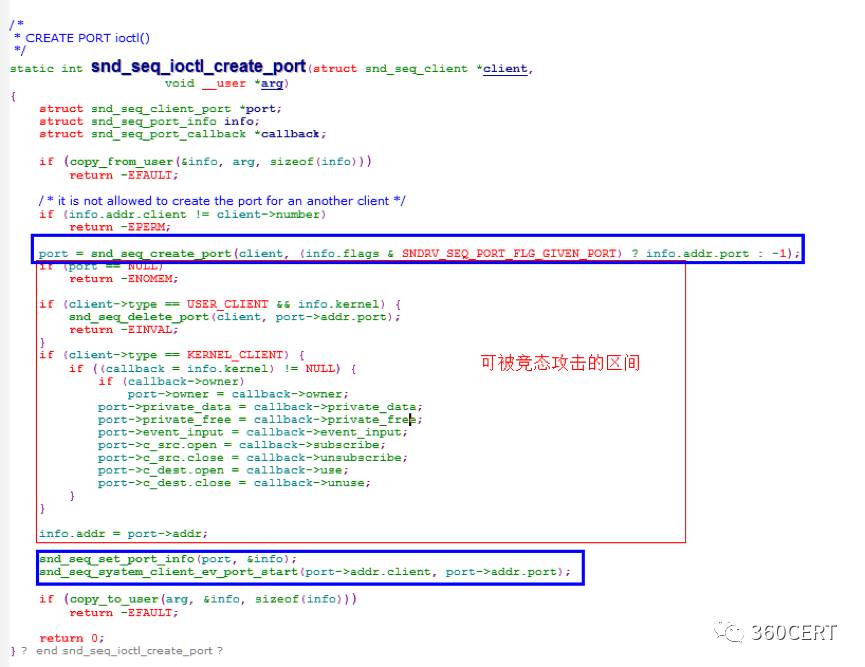 /*
 * CREATE PORT ioctl()
 */
static int snd_seq_ioctl_create_port(struct snd_seq_client *client,
                     void __user *arg)
{
    struct snd_seq_client_port *port;
    struct snd_seq_port_info info;
    struct snd_seq_port_callback *callback;

    if (copy_from_user(&info, arg, sizeof(info)))
        return -EFAULT;

    /* it is not allowed to create the port for an another client */
    if (info.addr.client != client->number)
        return -EPERM;

    port = snd_seq_create_port(client, (info.flags & SNDRV_SEQ_PORT_FLG_GIVEN_PORT) ? info.addr.port : -1);
    if (port == NULL)
        return -ENOMEM;

    if (client->type == USER_CLIENT && info.kernel) {
        snd_seq_delete_port(client, port->addr.port);
        return -EINVAL;
    }
    if (client->type == KERNEL_CLIENT) {
        if ((callback = info.kernel) != NULL) {
可被竟态攻击的区间
            if (callback->owner)
                port->owner = callback->owner;
            port->private_data = callback->private_data;
            port->private_free = callback->private_free;
            port->event_input = callback->event_input;
            port->c_src.open = callback->subscribe;
            port->c_src.close = callback->unsubscribe;
            port->c_dest.open = callback->use;
            port->c_dest.close = callback->unuse;
        }
    }

    info.addr = port->addr;

    snd_seq_set_port_info(port, &info);
    snd_seq_system_client_ev_port_start(port->addr.client, port->addr.port);

    if (copy_to_user(arg, &info, sizeof(info)))
        return -EFAULT;

    return 0;
} ? end snd_seq_ioctl_create_port ?
360CERT